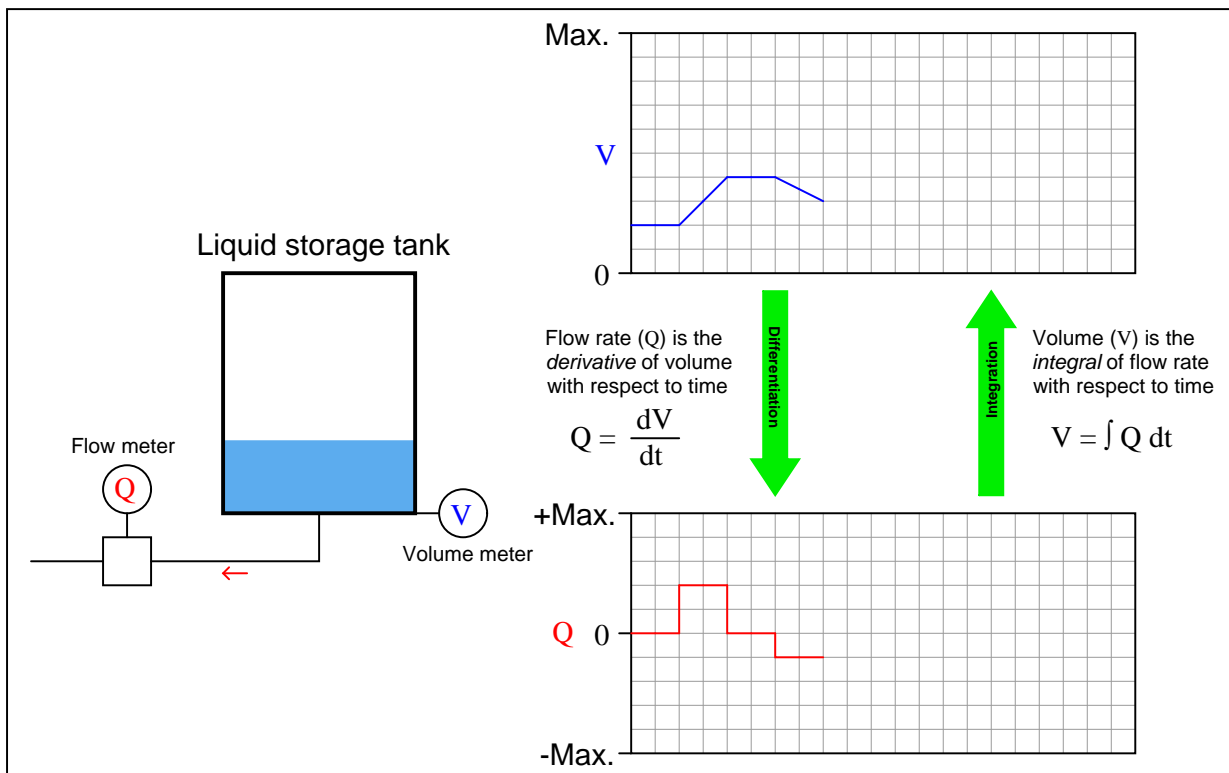 Max.
V
0
Liquid storage tank
Flow meter
Q
V
Volume meter
Flow rate (Q) is the
derivative of volume
with respect to time
Q = dV
dt
Differentiation
Integration
Volume (V) is the
integral of flow rate
with respect to time
V = ∫ Q dt
+Max.
Q 0
-Max.